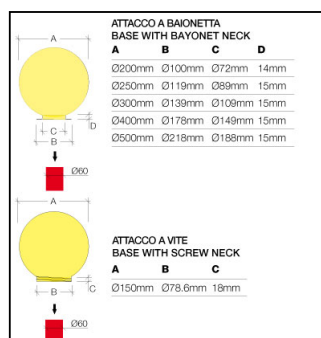 ATTACCO A BAIONETTA
BASE WITH BAYONET NECK
A B C D
Ø200mm Ø100mm Ø72mm 14mm
Ø250mm Ø119mm Ø89mm 15mm
Ø300mm Ø139mm Ø109mm 15mm
Ø400mm Ø178mm Ø149mm 15mm
Ø500mm Ø218mm Ø188mm 15mm
A
D
C
B
Ø60
ATTACCO A VITE
BASE WITH SCREW NECK
A B C
Ø150mm Ø78.6mm 18mm
A
B
C
Ø60